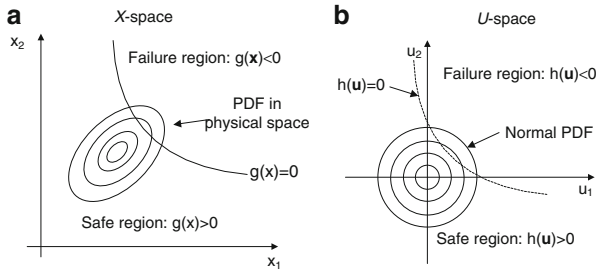 a
X-space
x2
Failure region: g(x)<0
PDF in
physical space
g(x)=0
Safe region: g(x)>0
x1
b
U-space
u2
Failure region: h(u)<0
h(u)=0
Normal PDF
u1
Safe region: h(u)>0